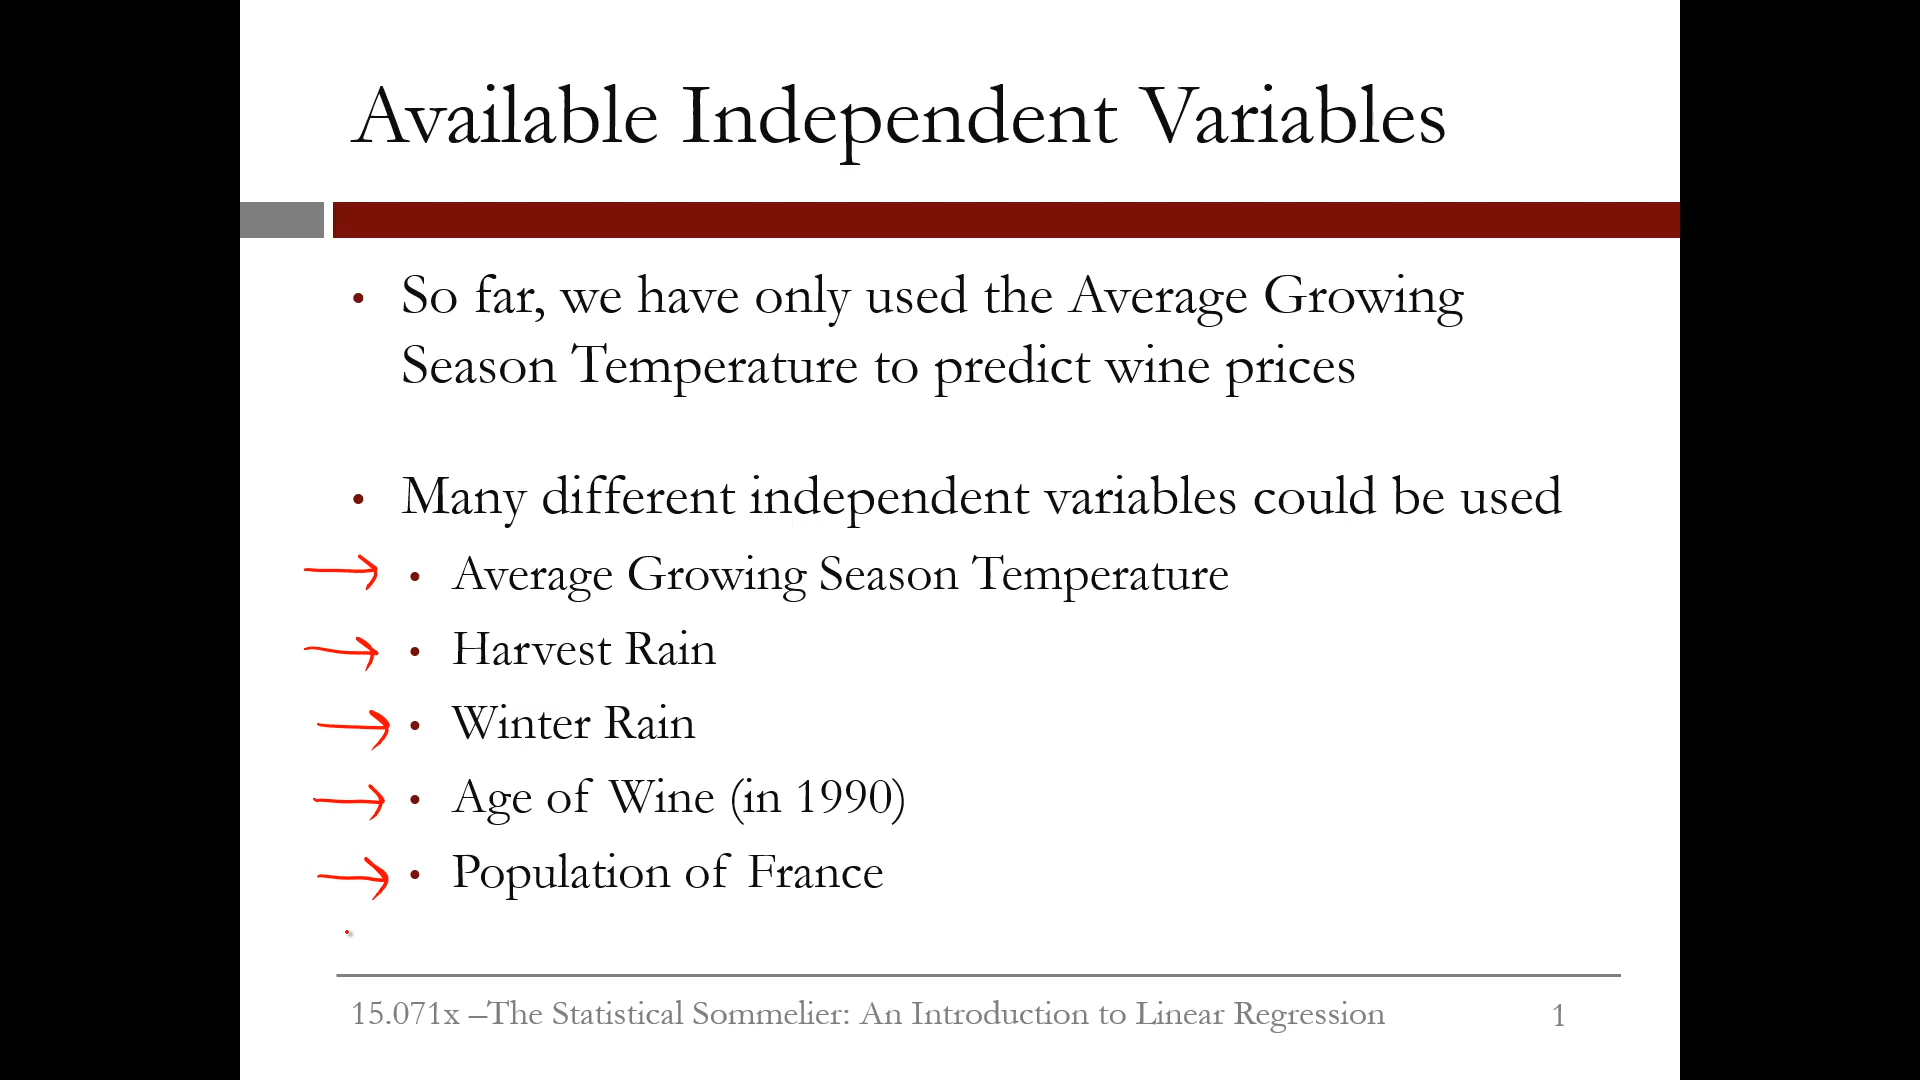 Available Independent Variables
• So far, we have only used the Average Growing
Season Temperature to predict wine prices
• Many different independent variables could be used
• Average Growing Season Temperature
• Harvest Rain
• Winter Rain
• Age of Wine (in 1990)
• Population of France
15.071x –The Statistical Sommelier: An Introduction to Linear Regression 1